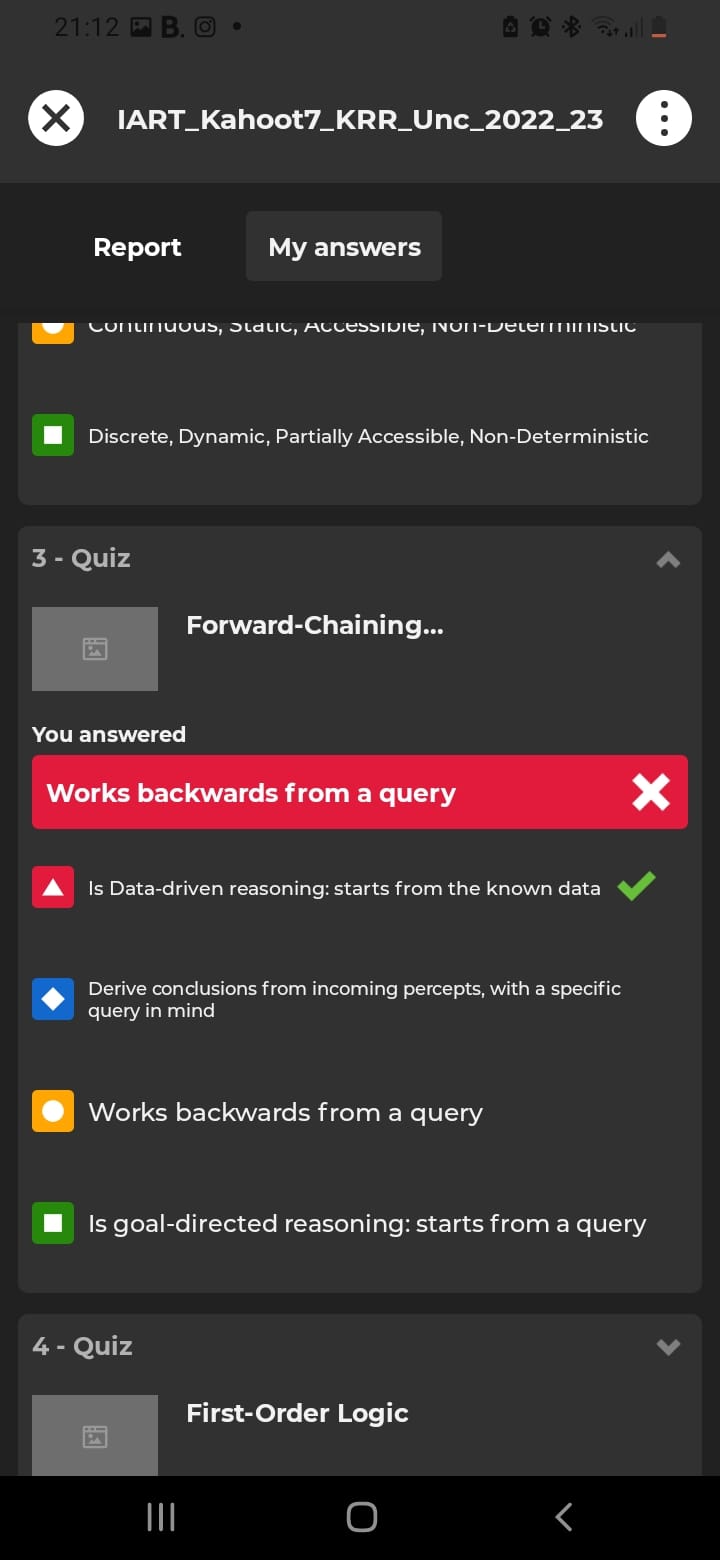 21:12 B.
IART_Kahoot7_KRR_Unc_2022_23
Report My answers
Continuous, Static, Accessible, Non-Deterministic
Discrete, Dynamic, Partially Accessible, Non-Deterministic
3 - Quiz
Forward-Chaining...
You answered
Works backwards from a query
Is Data-driven reasoning: starts from the known data
Derive conclusions from incoming percepts, with a specific
query in mind
Works backwards from a query
Is goal-directed reasoning: starts from a query
4 - Quiz
First-Order Logic